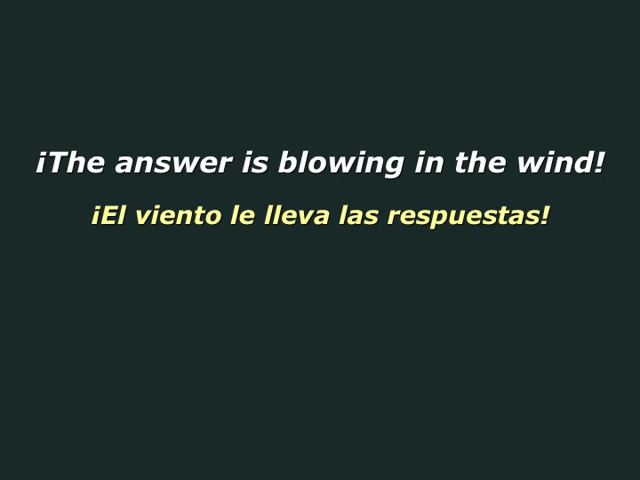 ¡The answer is blowing in the wind!
¡El viento le lleva las respuestas!